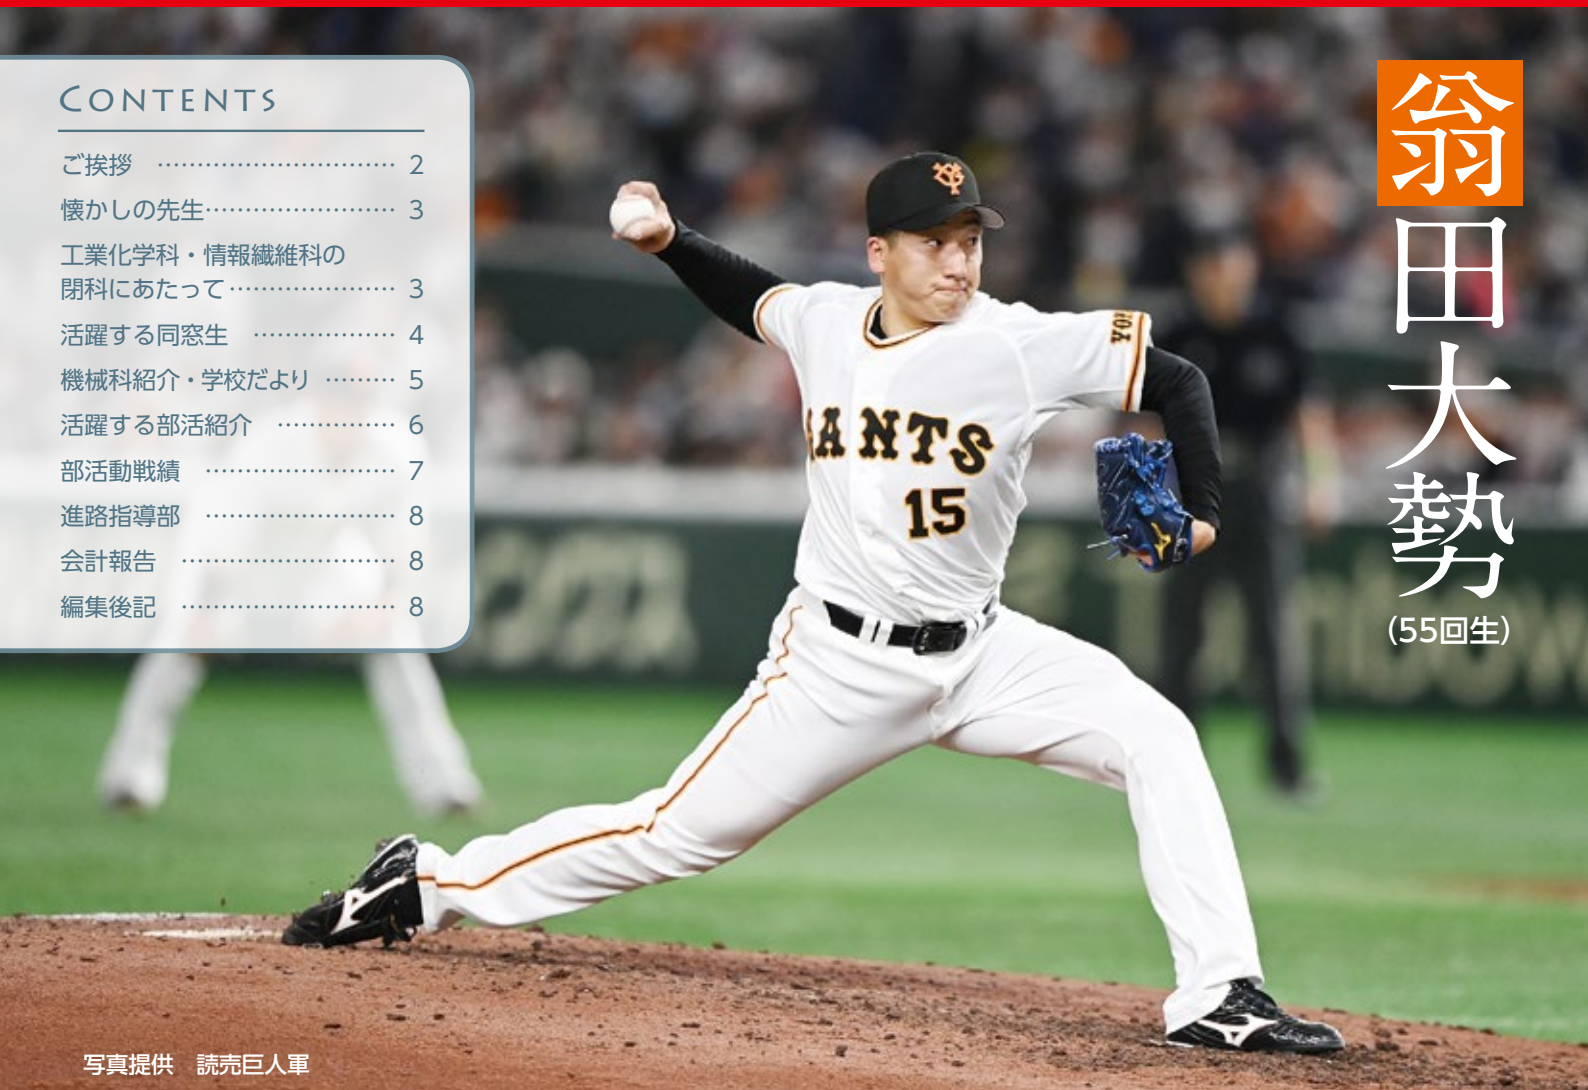 CONTENTS
ご挨拶 …………………………… 2
懐かしの先生…………………… 3
工業化学科・情報繊維科の
閉科にあたって………………… 3
活躍する同窓生 ……………… 4
機械科紹介・学校だより ……… 5
活躍する部活紹介 …………… 6
部活動戦績 …………………… 7
進路指導部 …………………… 8
会計報告 ……………………… 8
編集後記 ……………………… 8
翁田大勢
(55回生)
YG
YO
ANTS
15
写真提供 読売巨人軍